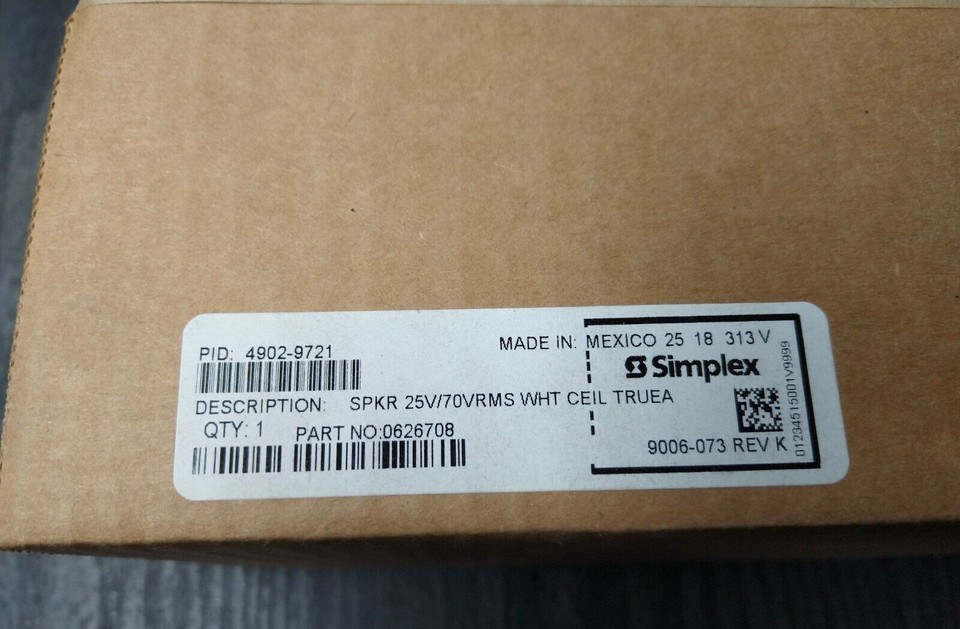 PID: 4902-9721
MADE IN: MEXICO 25 18 313 V
Simplex
DESCRIPTION: SPKR 25V/70VRMS WHT CEIL TRUEA
QTY: 1 PART NO:0626708
9006-073 REV K
01234515001V9999